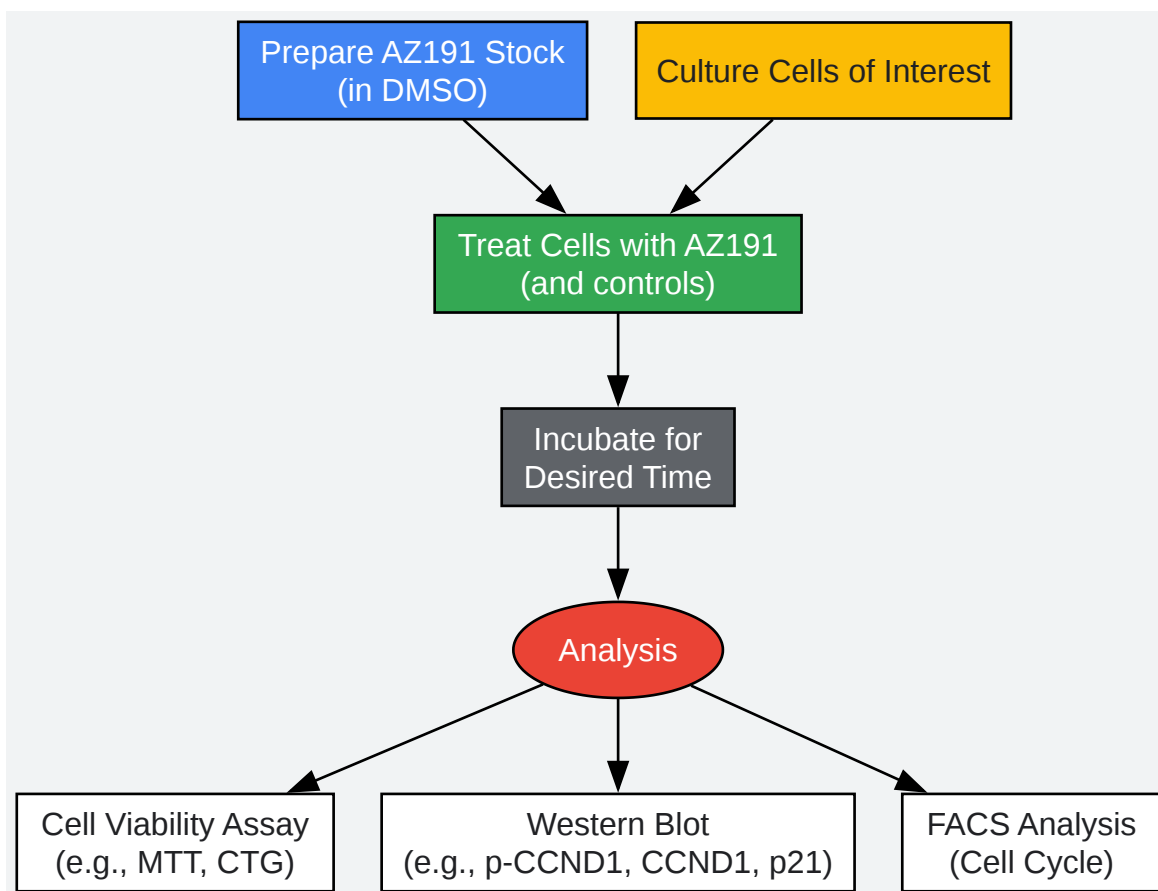 Prepare AZ191 Stock
(in DMSO)
Culture Cells of Interest
Treat Cells with AZ191
(and controls)
Incubate for
Desired Time
Analysis
Cell Viability Assay
(e.g., MTT, CTG)
Western Blot
(e.g., p-CCND1, CCND1, p21)
FACS Analysis
(Cell Cycle)